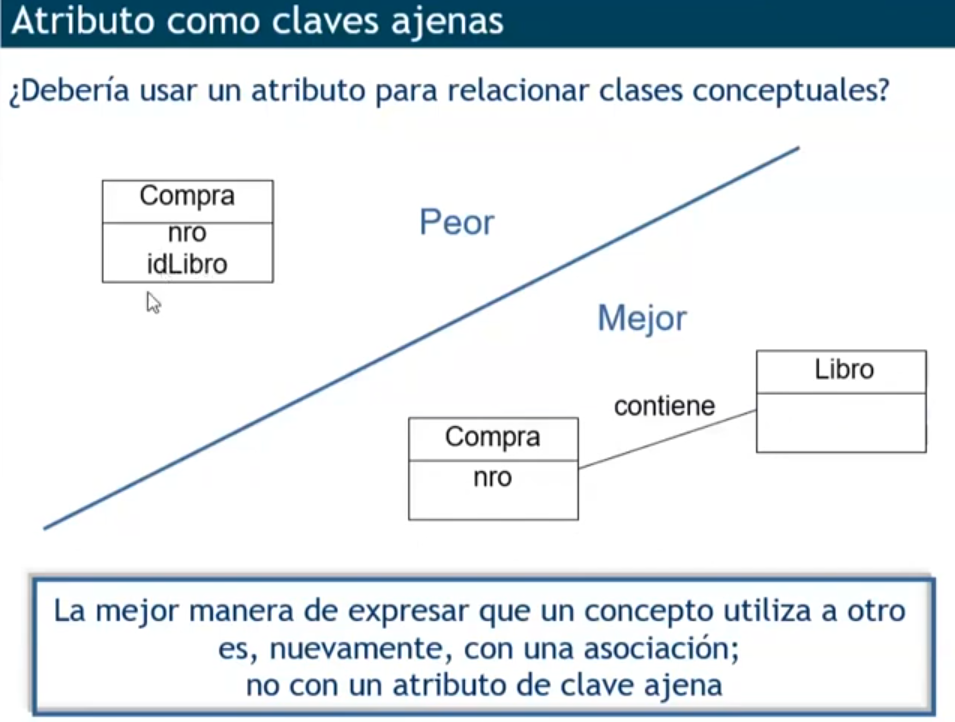 Atributo como claves ajenas
¿Debería usar un atributo para relacionar clases conceptuales?
Compra
nro
idLibro
Peor
Mejor
Libro
contiene
Compra
nro
La mejor manera de expresar que un concepto utiliza a otro
es, nuevamente, con una asociación;
no con un atributo de clave ajena